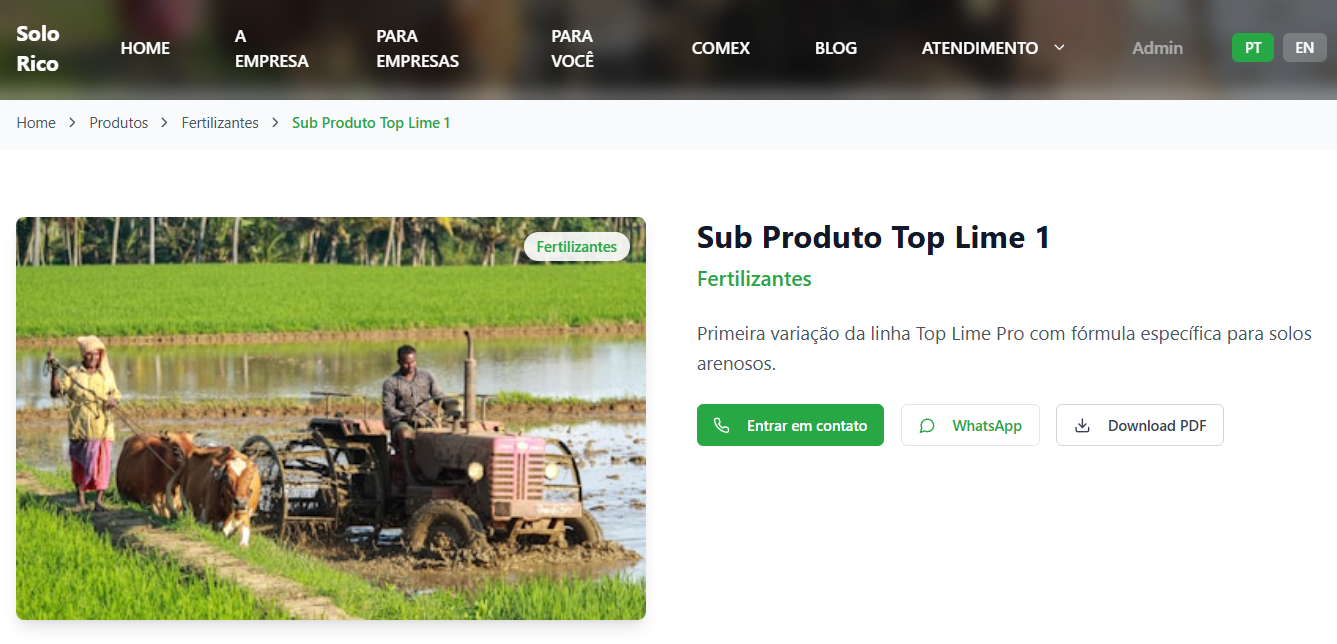 Solo
Rico
HOME
A
EMPRESA
PARA
EMPRESAS
PARA
VOCÊ
COMEX
BLOG
ATENDIMENTO
Admin
PT
EN
Home > Produtos > Fertilizantes > Sub Produto Top Lime 1
Fertilizantes
Sub Produto Top Lime 1
Fertilizantes
Primeira variação da linha Top Lime Pro com fórmula específica para solos
arenosos.
Entrar em contato
WhatsApp
Download PDF